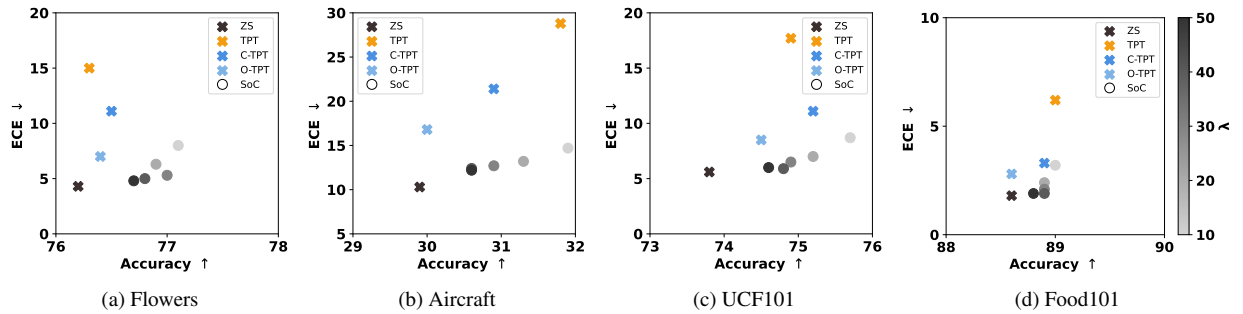 20
15
10
5
0
ECE ↓
76 77 78
Accuracy ↑
ZS
TPT
C-TPT
O-TPT
SoC
(a) Flowers
30
25
20
15
10
5
ECE ↓
29 30 31 32
Accuracy ↑
ZS
TPT
C-TPT
O-TPT
SoC
(b) Aircraft
20
15
10
5
0
ECE ↓
73 74 75 76
Accuracy ↑
ZS
TPT
C-TPT
O-TPT
SoC
(c) UCF101
10
5
0
ECE ↓
88 89 90
Accuracy ↑
ZS
TPT
C-TPT
O-TPT
SoC
50
40
30
20
10
λ
(d) Food101